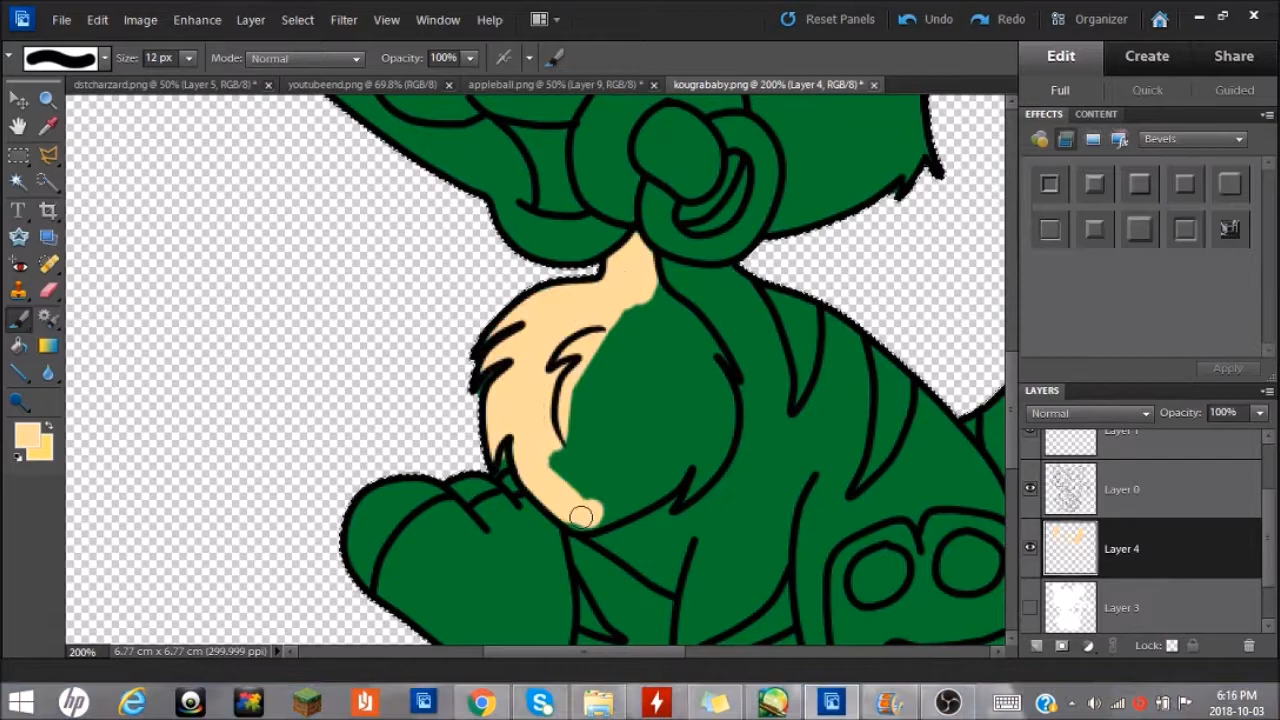 File Edit Image Enhance Layer Select Filter View Window Help Reset Panels Undo Redo Organizer
Size: 12 px Mode: Normal Opacity: 100%
Edit Create Share
dstcharzard.png @ 50% (Layer 5, RGB/8) * youtubeend.png @ 69.8% (RGB/8) appleball.png @ 50% (Layer 9, RGB/8) * kougrababy.png @ 200% (Layer 4, RGB/8) *
Full Quick Guided
EFFECTS CONTENT
Bevels
T
Apply
LAYERS
Normal Opacity: 100%
Layer 1
Layer 0
Layer 4
Layer 3
Lock:
200% 6.77 cm x 6.77 cm (299.999 ppi)
hp
6:16 PM
2018-10-03